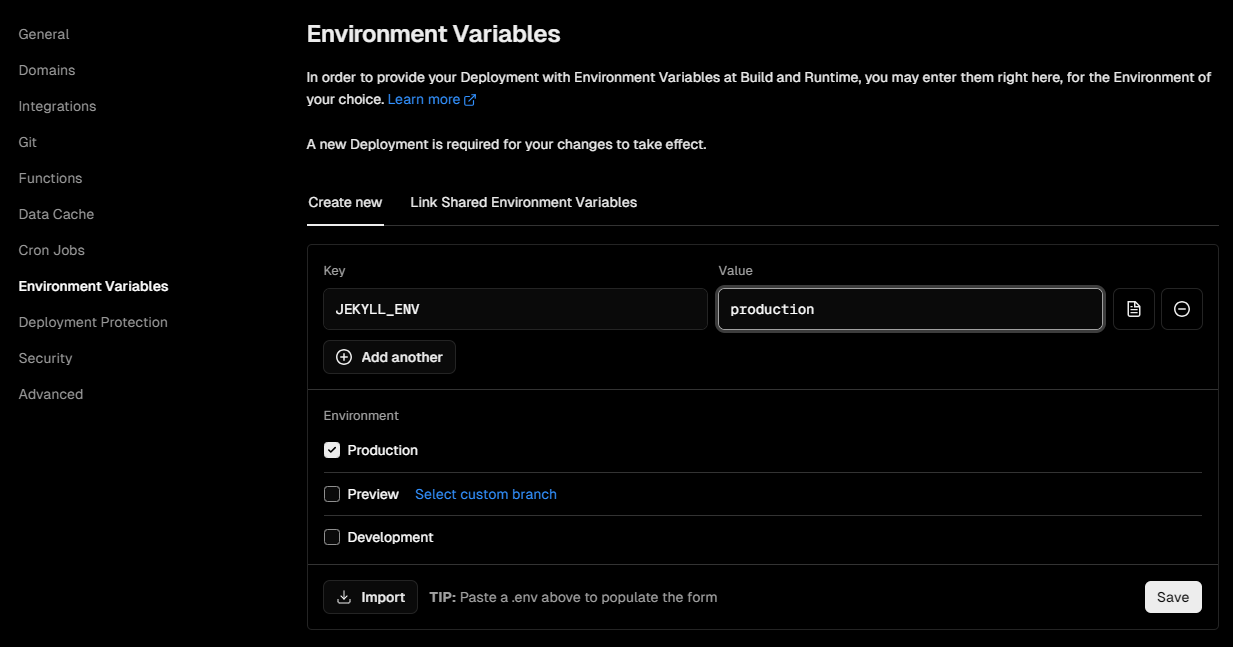 General
Domains
Integrations
Git
Functions
Data Cache
Cron Jobs
Environment Variables
Deployment Protection
Security
Advanced
Environment Variables
In order to provide your Deployment with Environment Variables at Build and Runtime, you may enter them right here, for the Environment of
your choice. Learn more
A new Deployment is required for your changes to take effect.
Create new Link Shared Environment Variables
Key Value
JEKYLL_ENV production
Add another
Environment
Production
Preview Select custom branch
Development
Import TIP: Paste a .env above to populate the form Save